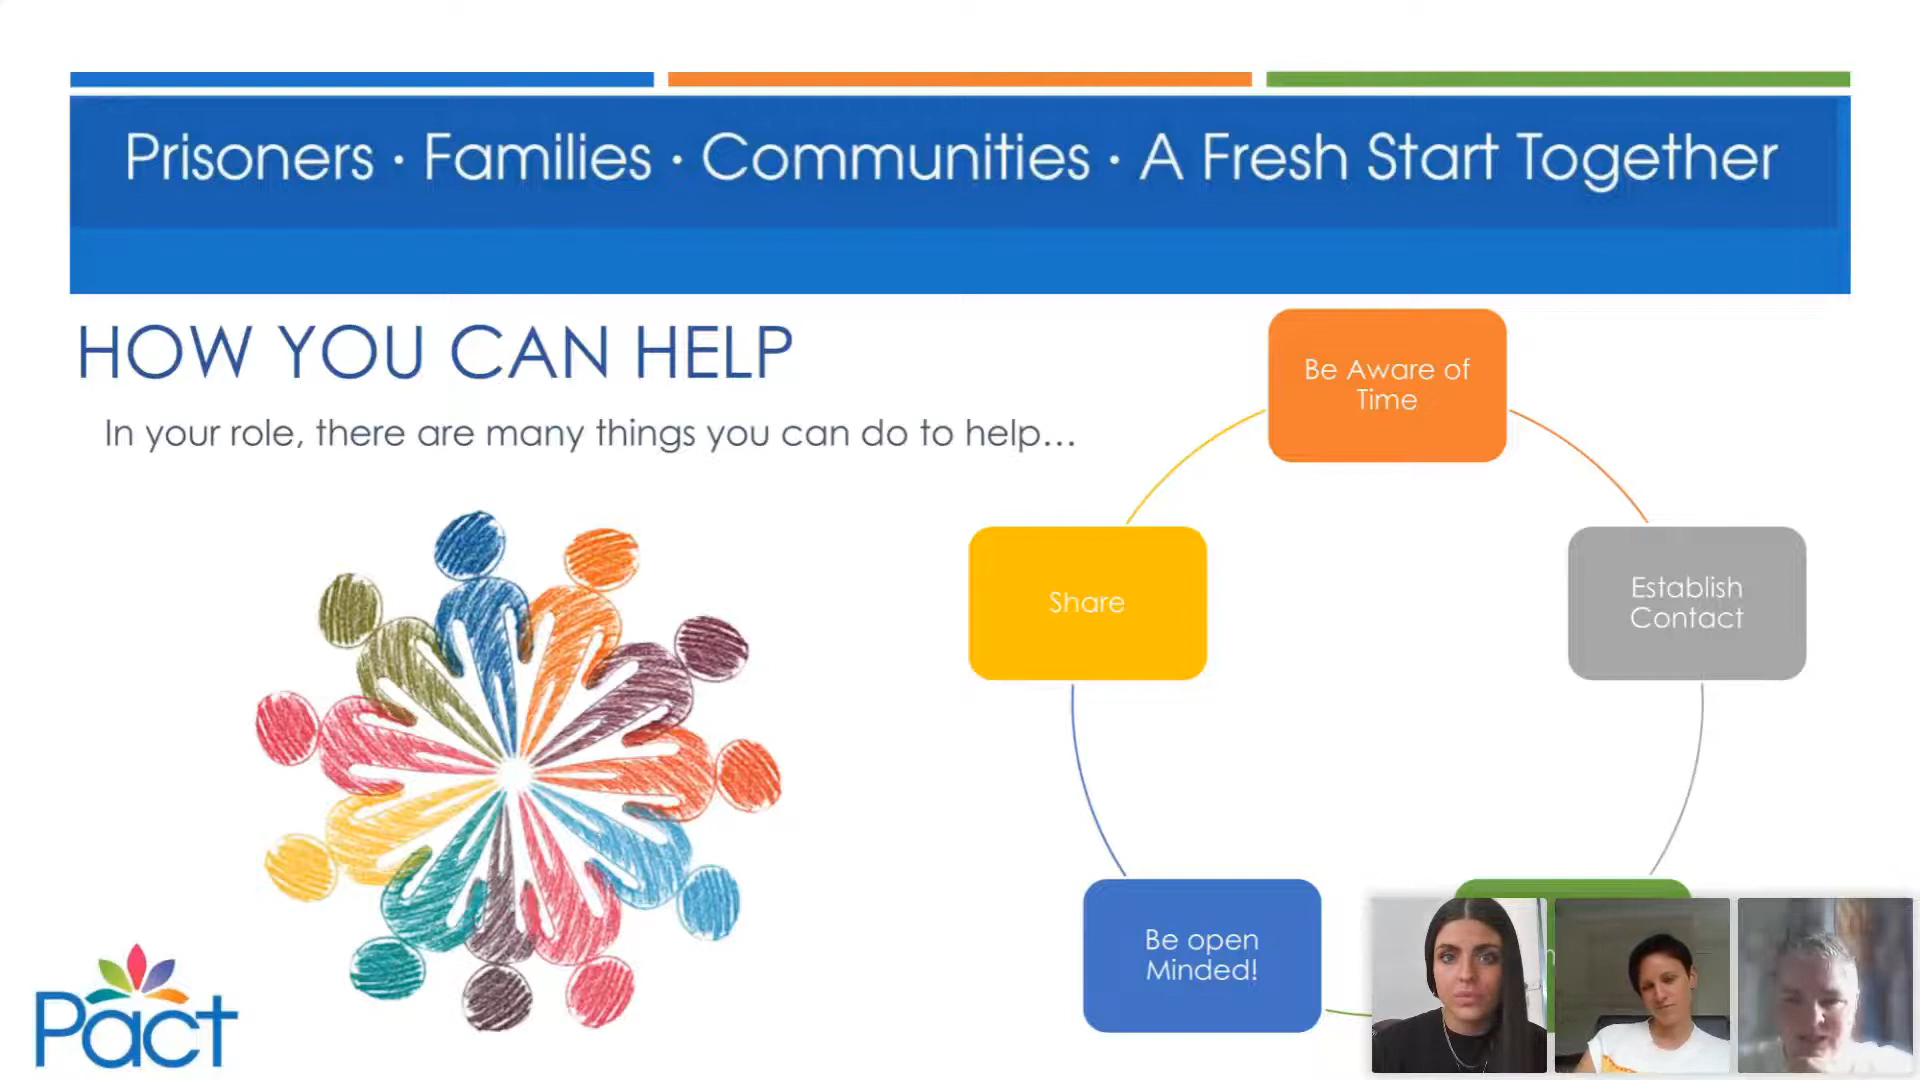 Prisoners · Families · Communities · A Fresh Start Together
HOW YOU CAN HELP
In your role, there are many things you can do to help...
Be Aware of
Time
Establish
Contact
Share
Be open
Minded!
Pact